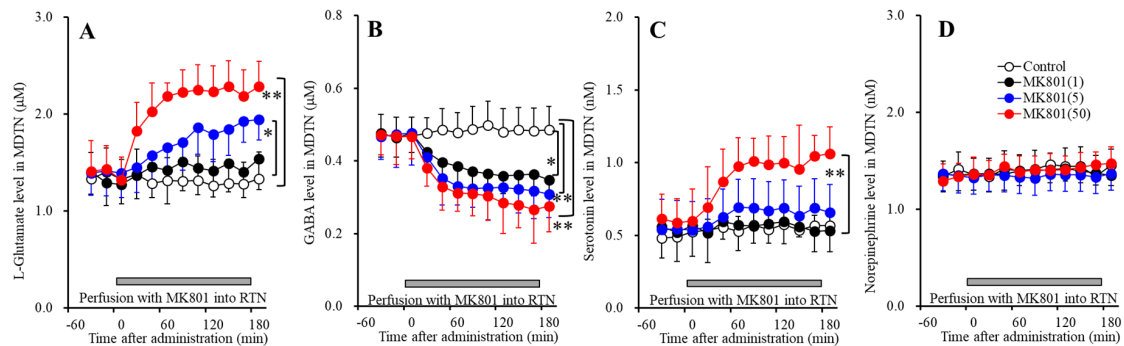 A
3.0
2.0
1.0
0.0
L-Gluttamate level in MDTN (μM)
**
*
Perfusion with MK801 into RTN
-60 0 60 120 180
Time after administration (min)
B
0.8
0.6
0.4
0.2
0.0
GABA level in MDTN (μM)
*
**
**
Perfusion with MK801 into RTN
-60 0 60 120 180
Time after administration (min)
C
2.0
1.5
1.0
0.5
0.0
Serotonin level in MDTN (nM)
**
Perfusion with MK801 into RTN
-60 0 60 120 180
Time after administration (min)
D
3.0
2.0
1.0
0.0
Norepinephrine level in MDTN (nM)
Control
MK801(1)
MK801(5)
MK801(50)
Perfusion with MK801 into RTN
-60 0 60 120 180
Time after administration (min)